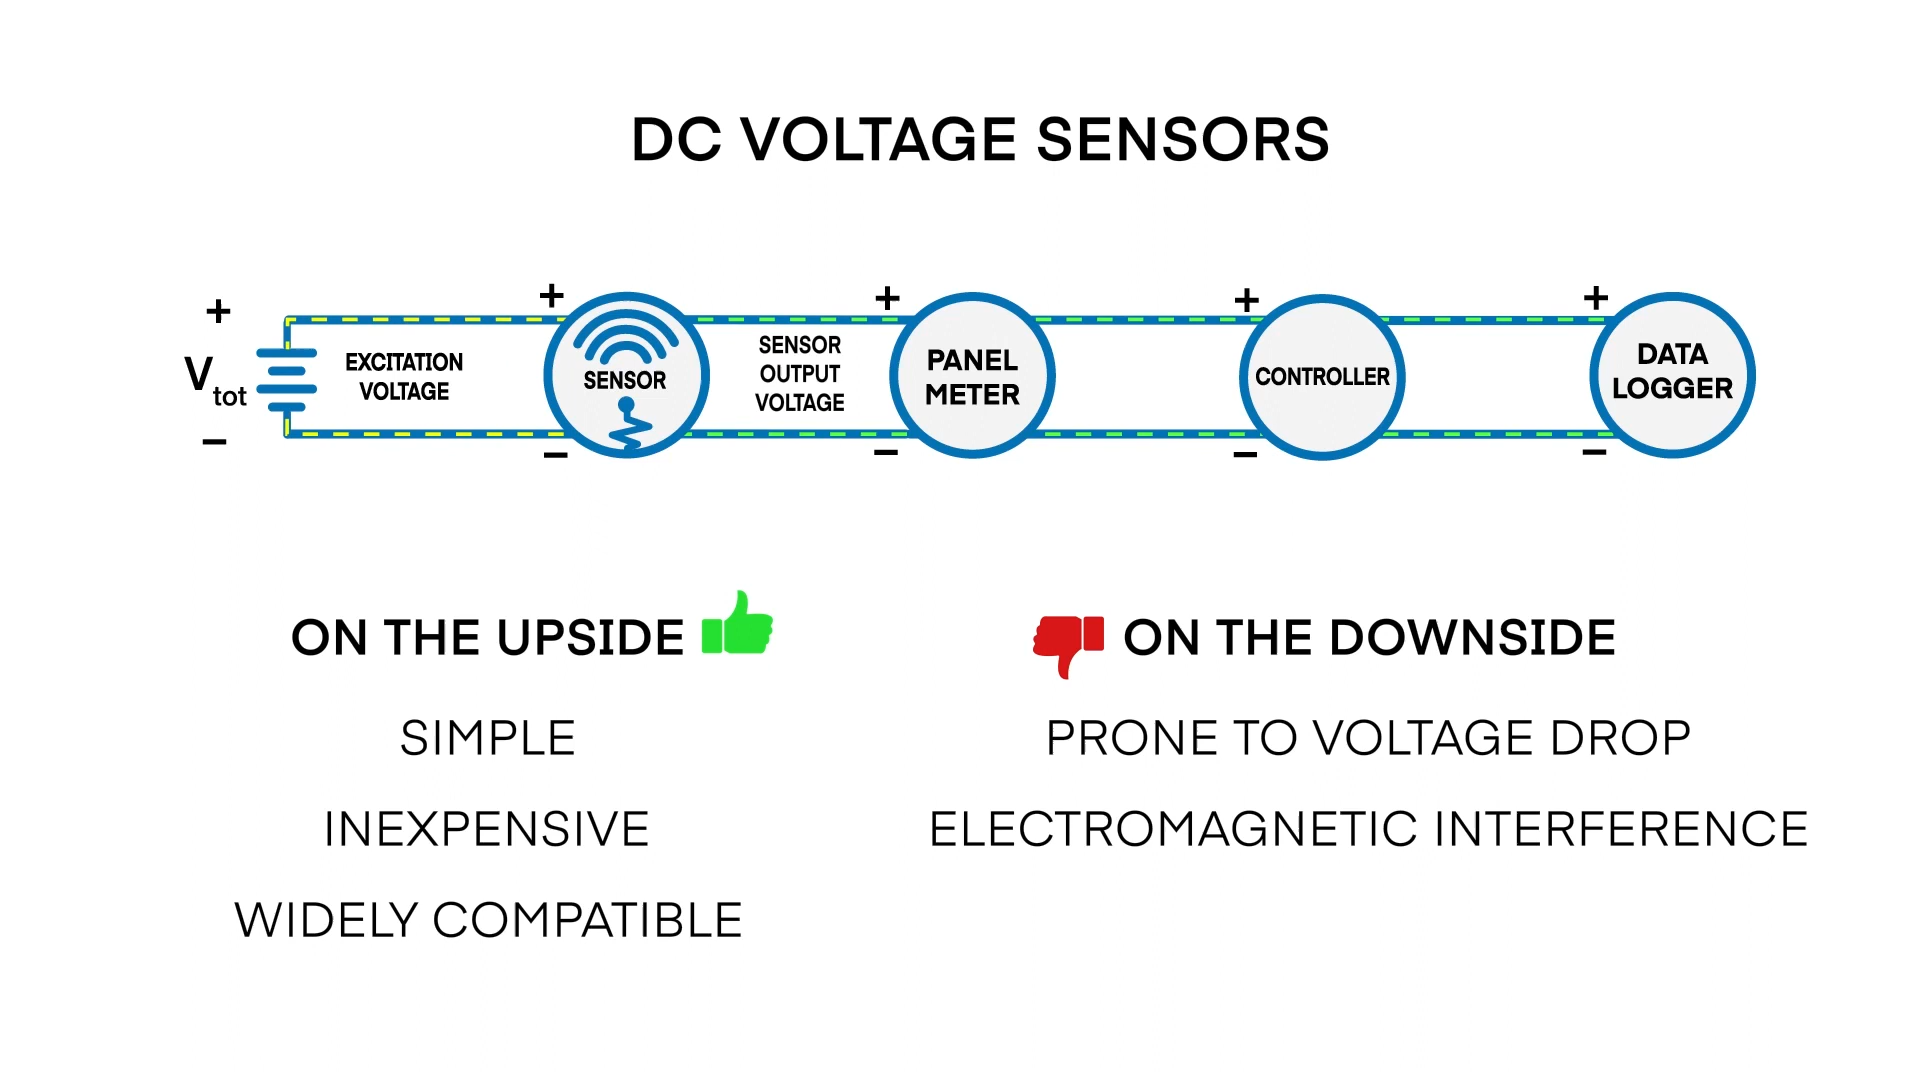 DC VOLTAGE SENSORS
+ + + + +
V tot
EXCITATION
VOLTAGE
SENSOR
SENSOR
OUTPUT
VOLTAGE
PANEL
METER
CONTROLLER
DATA
LOGGER
– – – – –
ON THE UPSIDE
SIMPLE
INEXPENSIVE
WIDELY COMPATIBLE
ON THE DOWNSIDE
PRONE TO VOLTAGE DROP
ELECTROMAGNETIC INTERFERENCE